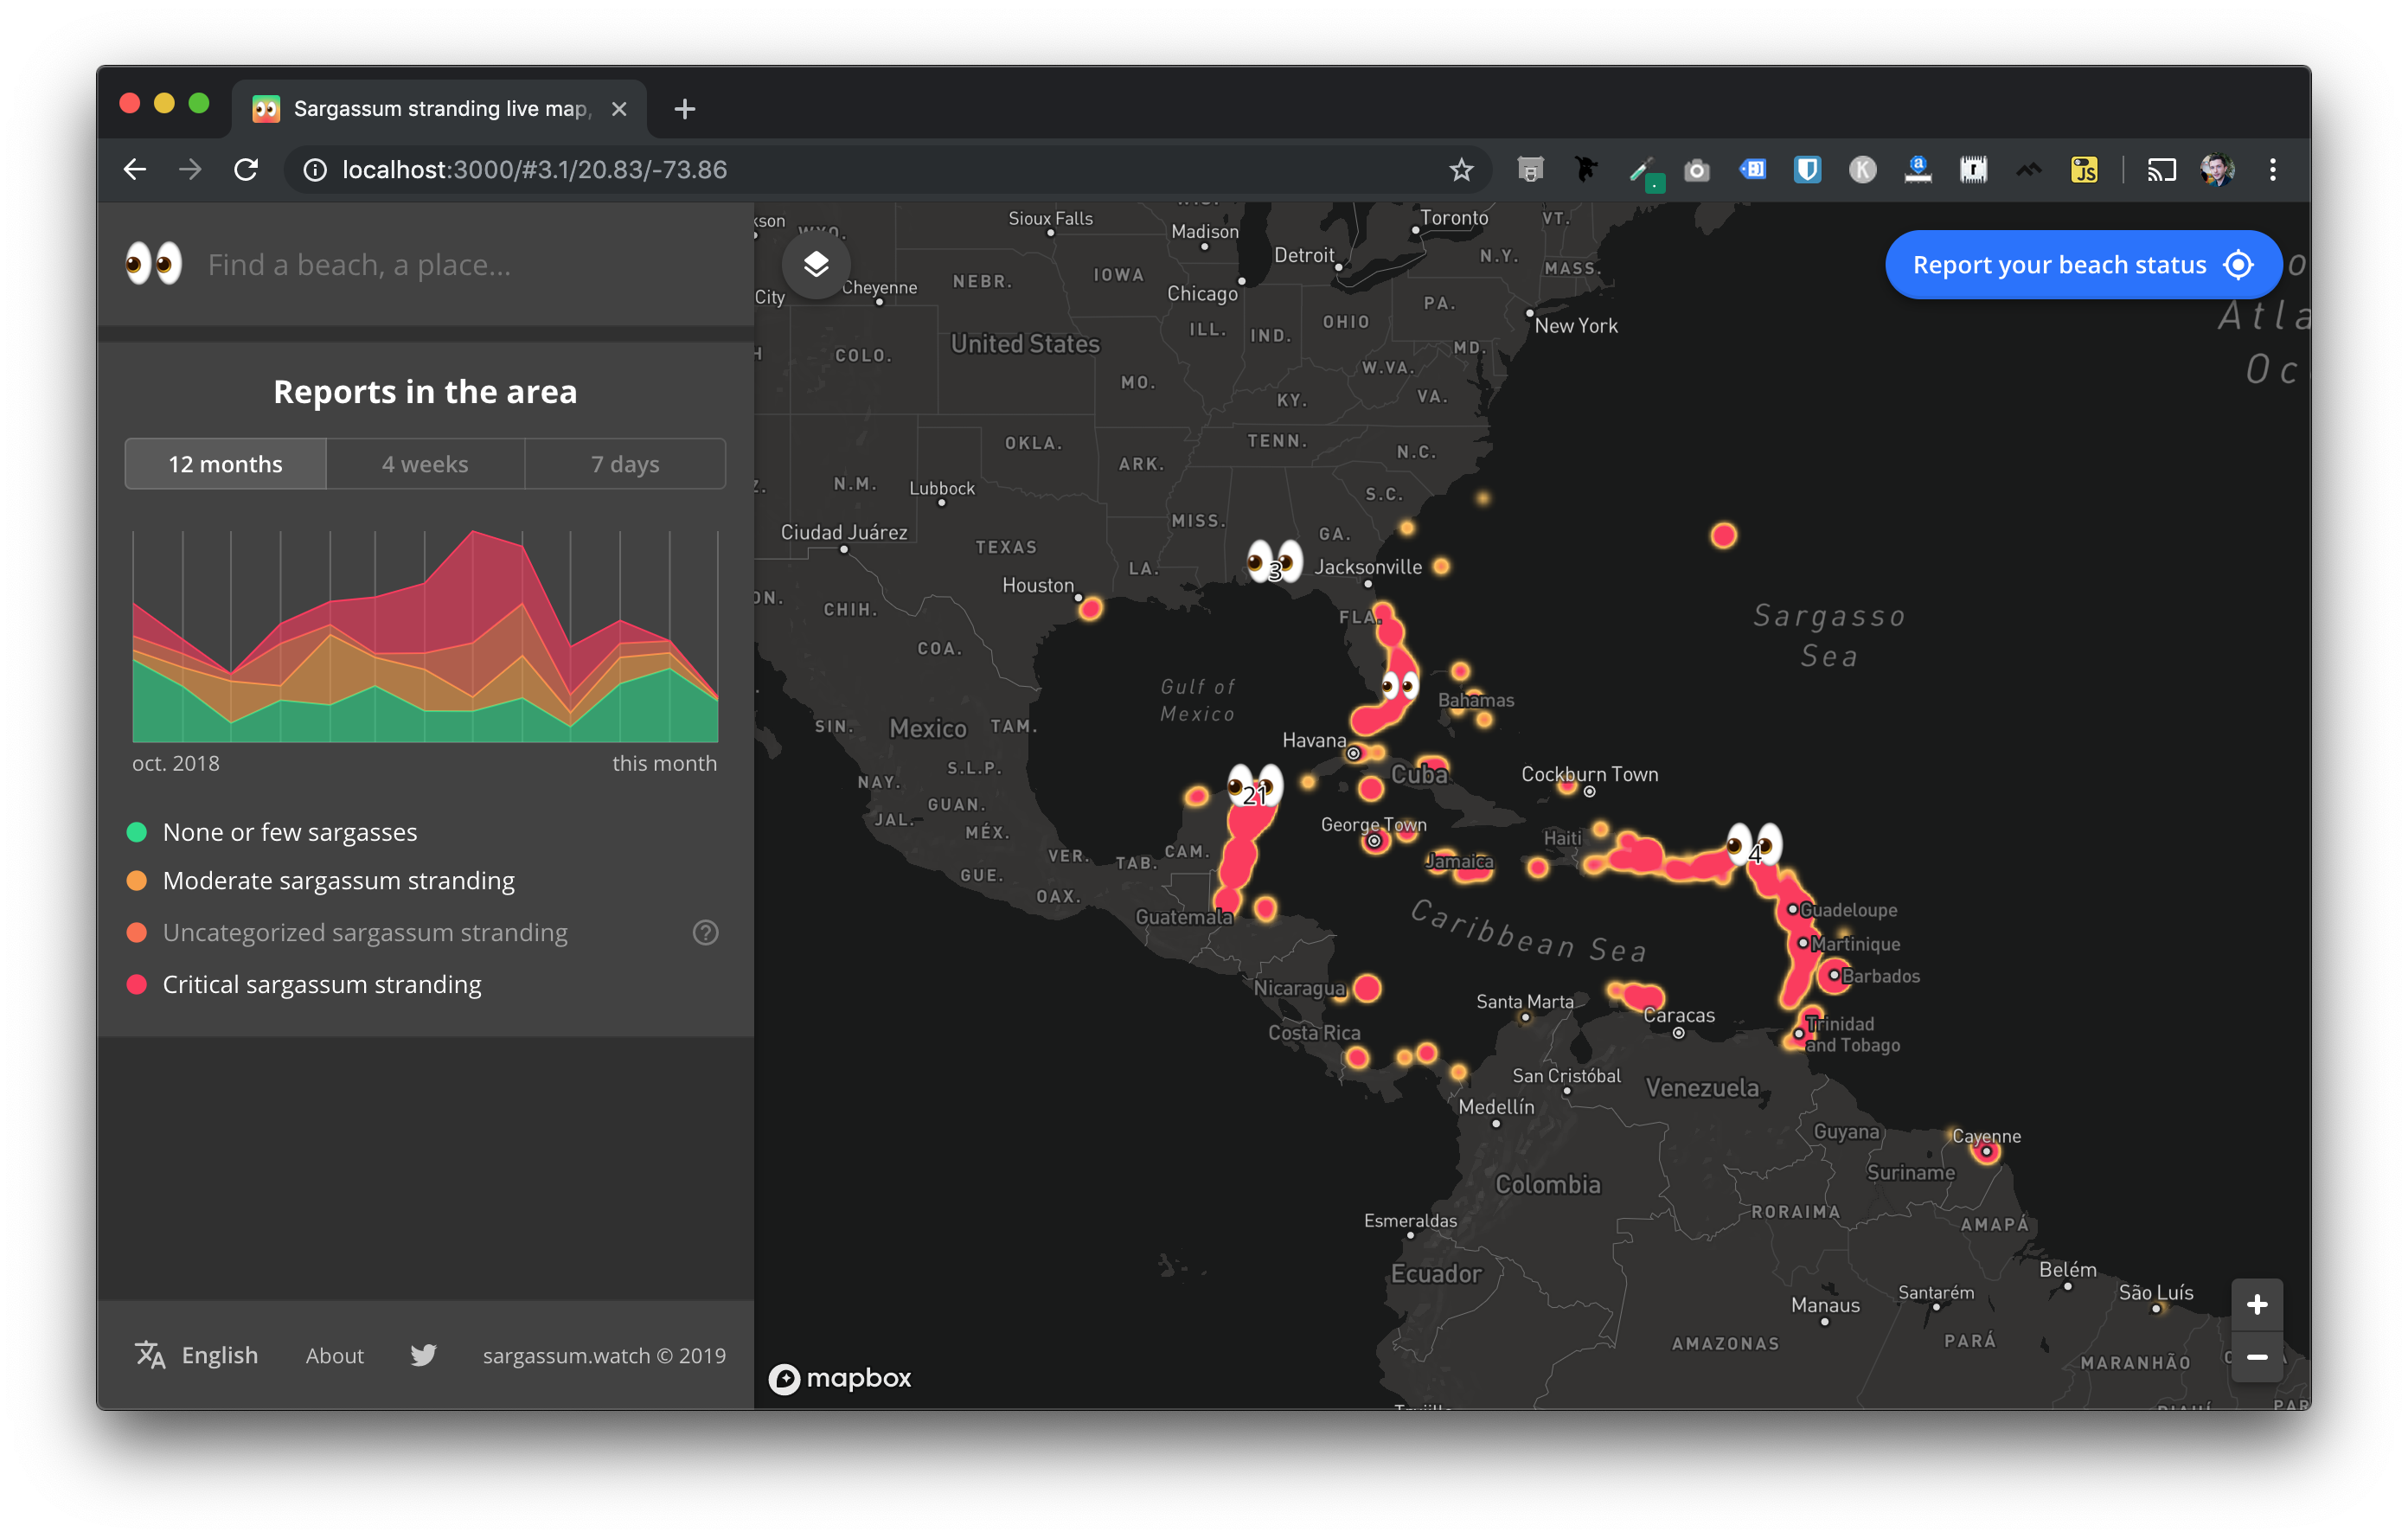 Sargassum stranding live map,
localhost:3000/#3.1/20.83/-73.86
Find a beach, a place...
Report your beach status
Reports in the area
12 months
4 weeks
7 days
oct. 2018
this month
None or few sargasses
Moderate sargassum stranding
Uncategorized sargassum stranding
Critical sargassum stranding
English
About
sargassum.watch © 2019
kson
WYO.
Sioux Falls
Madison
Toronto
VT.
Detroit
N.Y.
MASS.
City
Cheyenne
NEBR.
IOWA
Chicago
PA.
Atla
Oc
United States
COLO.
ILL.
IND.
OHIO
New York
MD.
MO.
W.VA.
KY.
VA.
OKLA.
TENN.
N.C.
ARK.
N.M.
Lubbock
S.C.
MISS.
Ciudad Juárez
TEXAS
GA.
LA.
3
Jacksonville
Houston
ON.
CHIH.
FLA.
Sargasso
Sea
COA.
Gulf of
Mexico
Bahamas
SIN.
Mexico
TAM.
Havana
Cuba
Cockburn Town
S.L.P.
NAY.
GUAN.
21
JAL.
MÉX.
George Town
Haiti
VER.
TAB.
CAM.
Jamaica
4
GUE.
OAX.
Guatemala
Caribbean Sea
Guadeloupe
Martinique
Barbados
Nicaragua
Santa Marta
Caracas
Costa Rica
Trinidad
and Tobago
San Cristóbal
Venezuela
Medellín
Guyana
Cayenne
Suriname
Colombia
RORAIMA
AMAPÁ
Esmeraldas
Ecuador
Belém
Manaus
Santarém
São Luís
AMAZONAS
PARÁ
MARANHÃO
mapbox